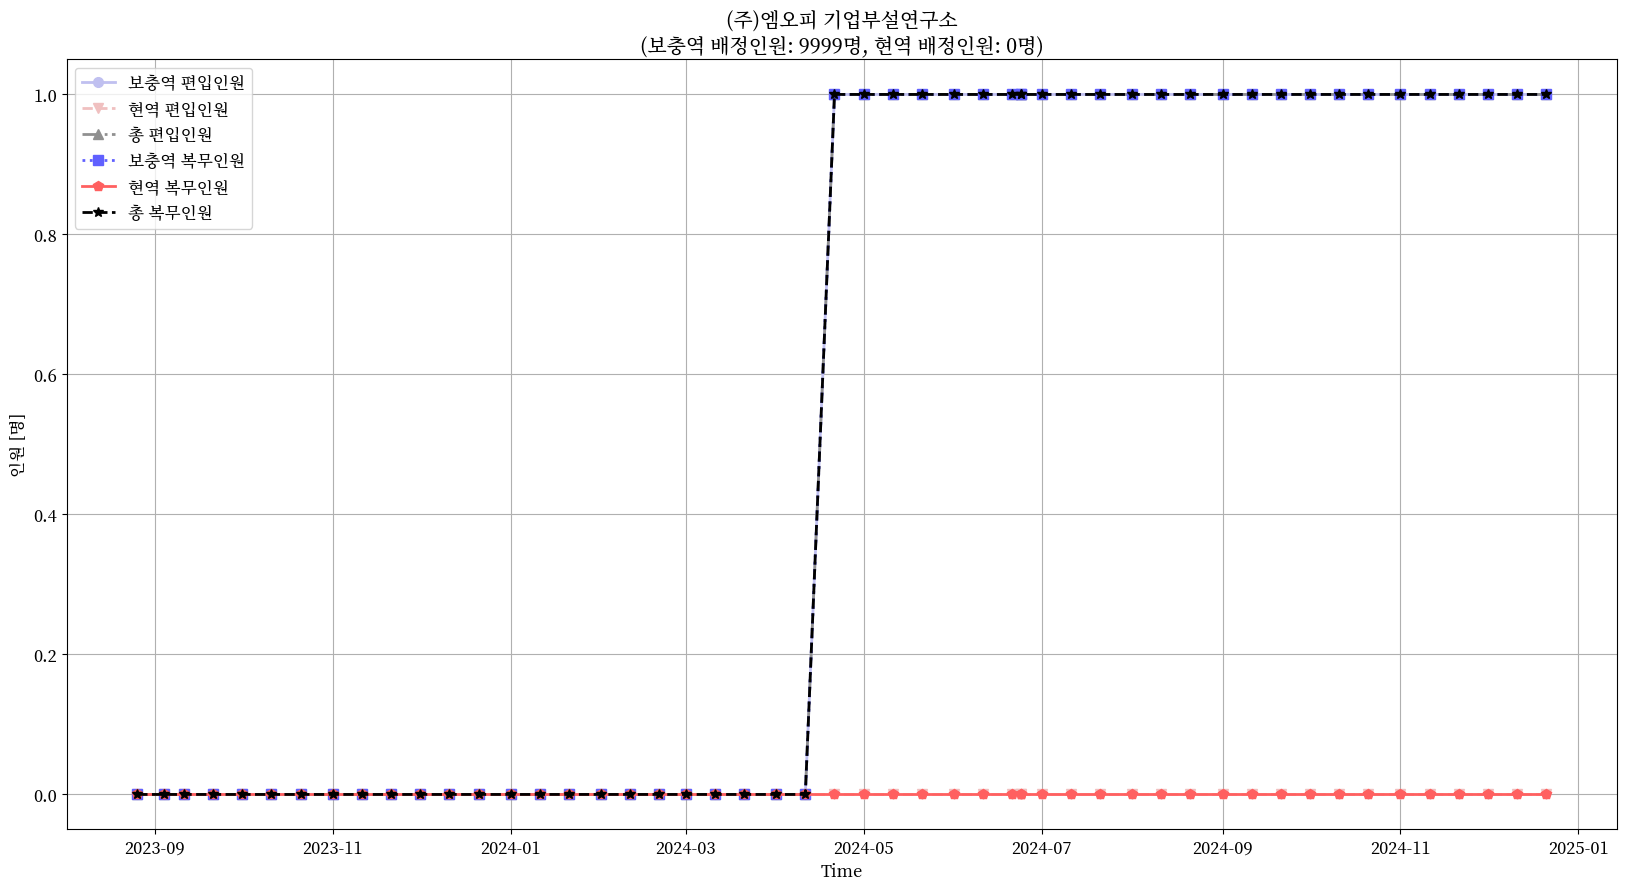 (주)엠오피 기업부설연구소
(보충역 배정인원: 9999명, 현역 배정인원: 0명)
보충역 편입인원
현역 편입인원
총 편입인원
보충역 복무인원
현역 복무인원
총 복무인원
1.0
0.8
0.6
0.4
0.2
0.0
인원 [명]
2023-09 2023-11 2024-01 2024-03 2024-05 2024-07 2024-09 2024-11 2025-01
Time